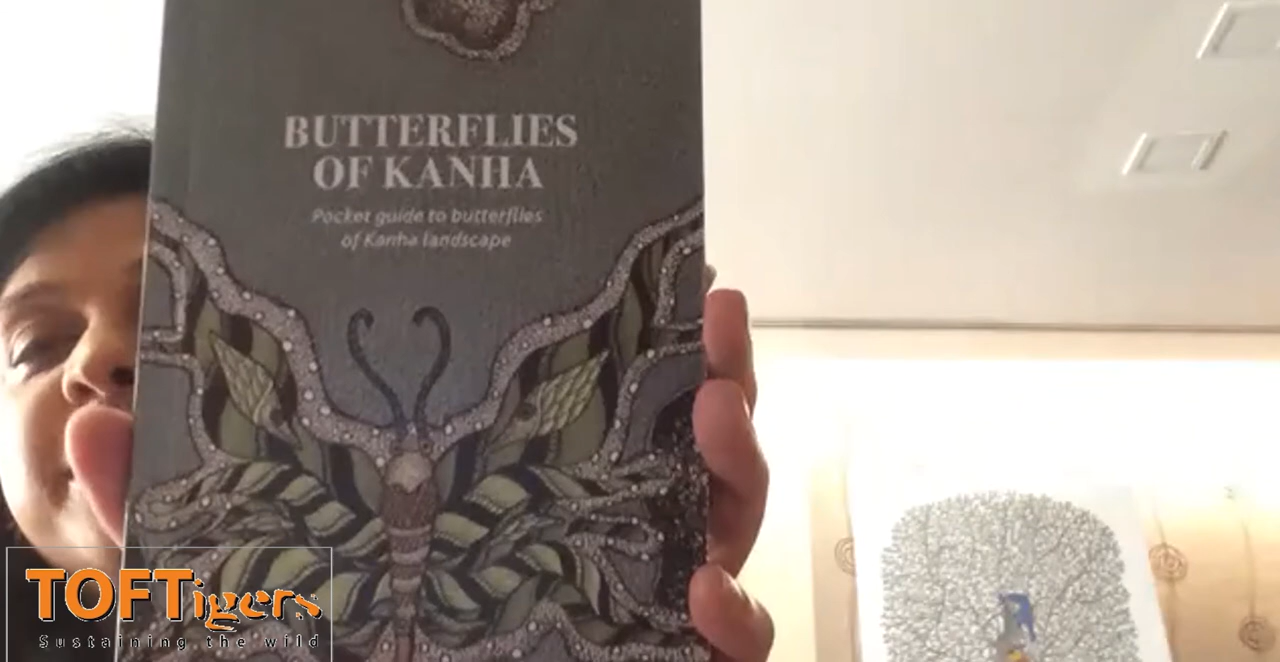 BUTTERFLIES
OF KANHA
Pocket guide to butterflies
of Kanha landscape
TOFTigers
Sustaining the wild